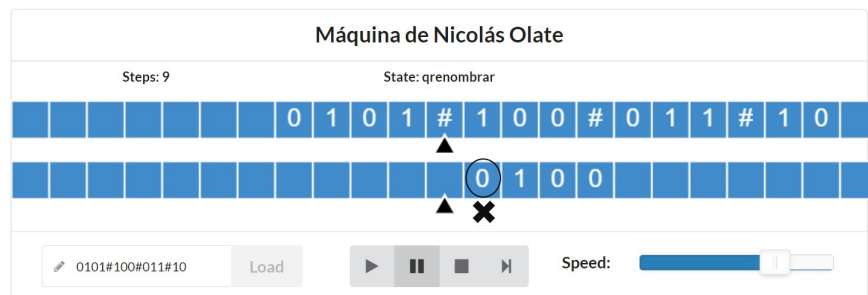 Máquina de Nicolás Olate
Steps: 9 State: qrenombrar
0 1 0 1 # 1 0 0 # 0 1 1 # 1 0
0 1 0 0
0101#100#011#10 Load Speed: